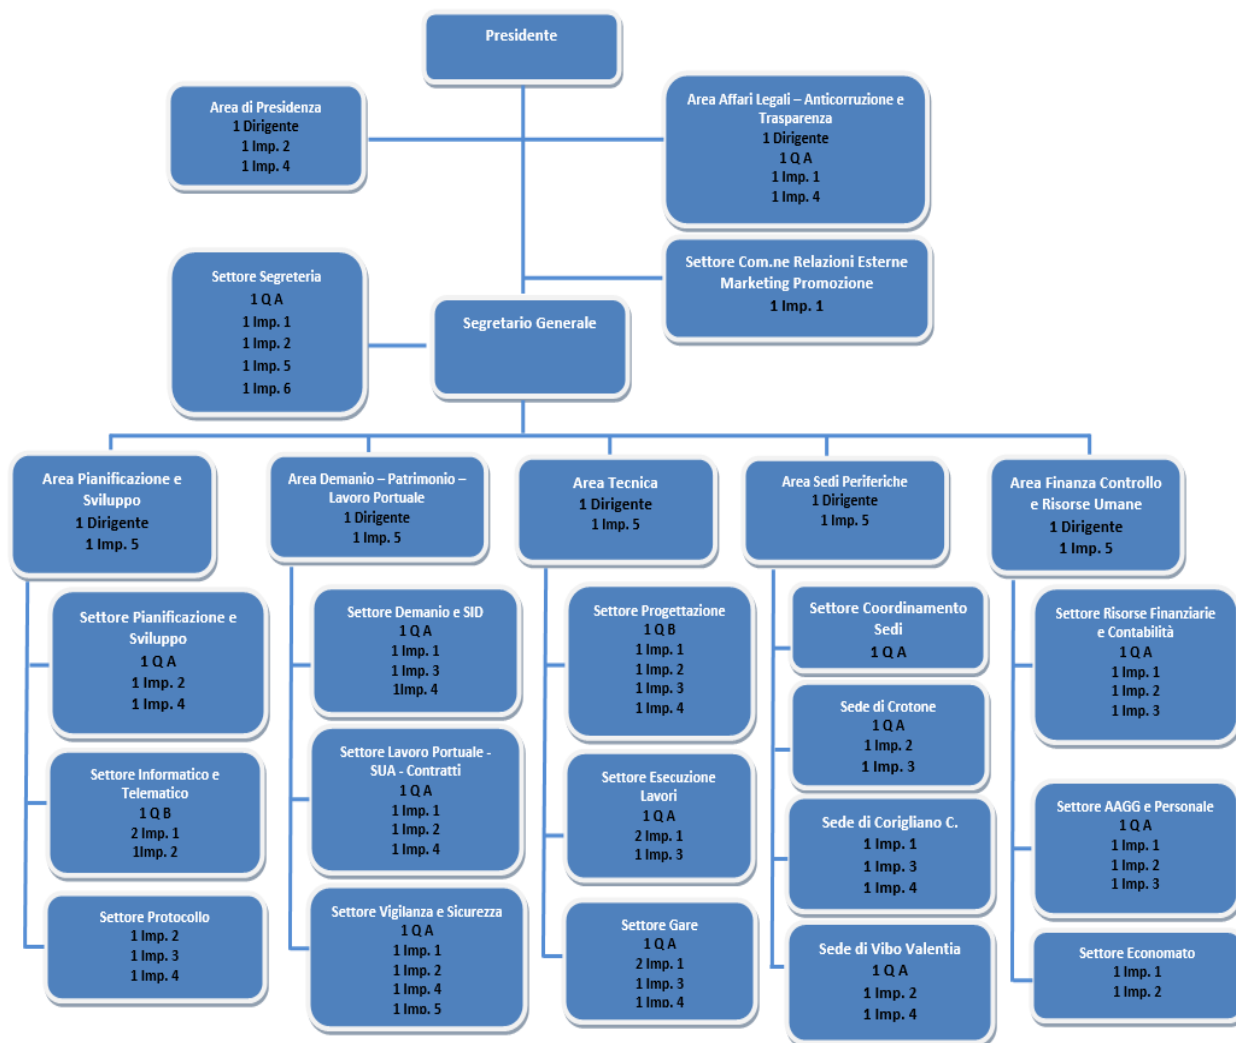 Presidente
Area di Presidenza
1 Dirigente
1 Imp. 2
1 Imp. 4
Area Affari Legali – Anticorruzione e
Trasparenza
1 Dirigente
1 Q A
1 Imp. 1
1 Imp. 4
Settore Com.ne Relazioni Esterne
Marketing Promozione
1 Imp. 1
Settore Segreteria
1 Q A
1 Imp. 1
1 Imp. 2
1 Imp. 5
1 Imp. 6
Segretario Generale
Area Pianificazione e
Sviluppo
1 Dirigente
1 Imp. 5
Area Demanio – Patrimonio –
Lavoro Portuale
1 Dirigente
1 Imp. 5
Area Tecnica
1 Dirigente
1 Imp. 5
Area Sedi Periferiche
1 Dirigente
1 Imp. 5
Area Finanza Controllo
e Risorse Umane
1 Dirigente
1 Imp. 5
Settore Pianificazione e
Sviluppo
1 Q A
1 Imp. 2
1 Imp. 4
Settore Informatico e
Telematico
1 Q B
2 Imp. 1
1Imp. 2
Settore Protocollo
1 Imp. 2
1 Imp. 3
1 Imp. 4
Settore Demanio e SID
1 Q A
1 Imp. 1
1 Imp. 3
1Imp. 4
Settore Lavoro Portuale -
SUA - Contratti
1 Q A
1 Imp. 1
1 Imp. 2
1 Imp. 4
Settore Vigilanza e Sicurezza
1 Q A
1 Imp. 1
1 Imp. 2
1 Imp. 4
1 Imp. 5
Settore Progettazione
1 Q B
1 Imp. 1
1 Imp. 2
1 Imp. 3
1 Imp. 4
Settore Esecuzione
Lavori
1 Q A
2 Imp. 1
1 Imp. 3
Settore Gare
1 Q A
2 Imp. 1
1 Imp. 3
1 Imp. 4
Settore Coordinamento
Sedi
1 Q A
Sede di Crotone
1 Q A
1 Imp. 2
1 Imp. 3
Sede di Corigliano C.
1 Imp. 1
1 Imp. 3
1 Imp. 4
Sede di Vibo Valentia
1 Q A
1 Imp. 2
1 Imp. 4
Settore Risorse Finanziarie
e Contabilità
1 Q A
1 Imp. 1
1 Imp. 2
1 Imp. 3
Settore AAGG e Personale
1 Q A
1 Imp. 1
1 Imp. 2
1 Imp. 3
Settore Economato
1 Imp. 1
1 Imp. 2